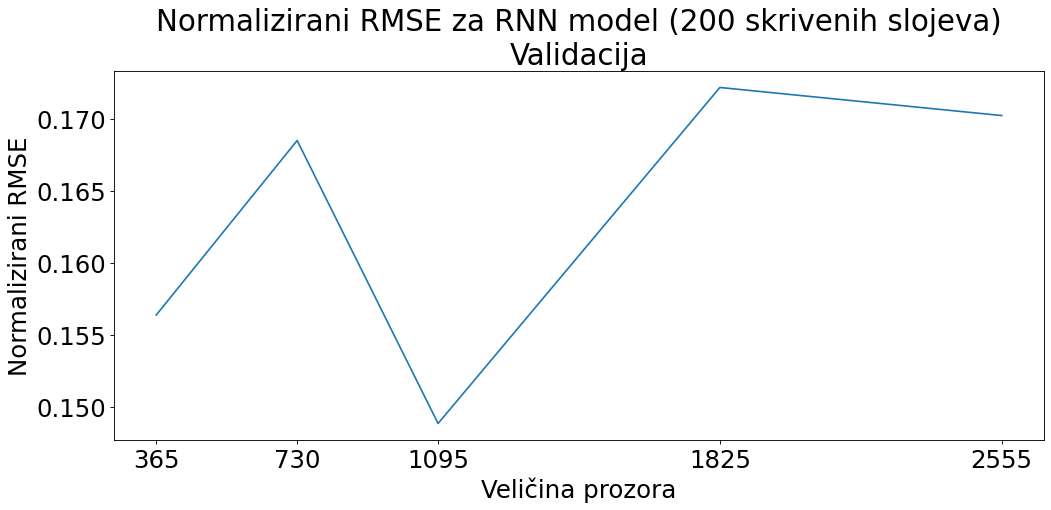 Normalizirani RMSE za RNN model (200 skrivenih slojeva)
Validacija
Normalizirani RMSE
0.170
0.165
0.160
0.155
0.150
365 730 1095 1825 2555
Veličina prozora